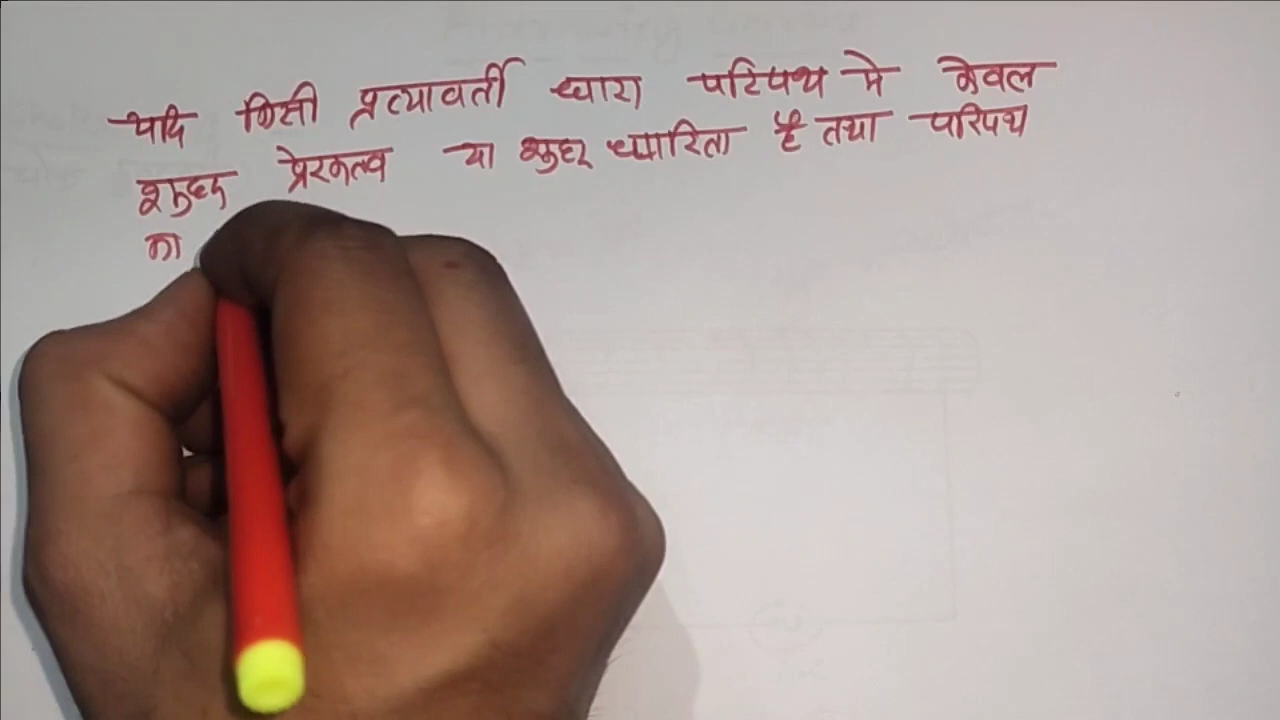 यदि किसी प्रत्यावर्ती धारा परिपथ मे केवल
शुद्ध प्रेरकत्व या शुद्ध धारिता है तथा परिपथ
का